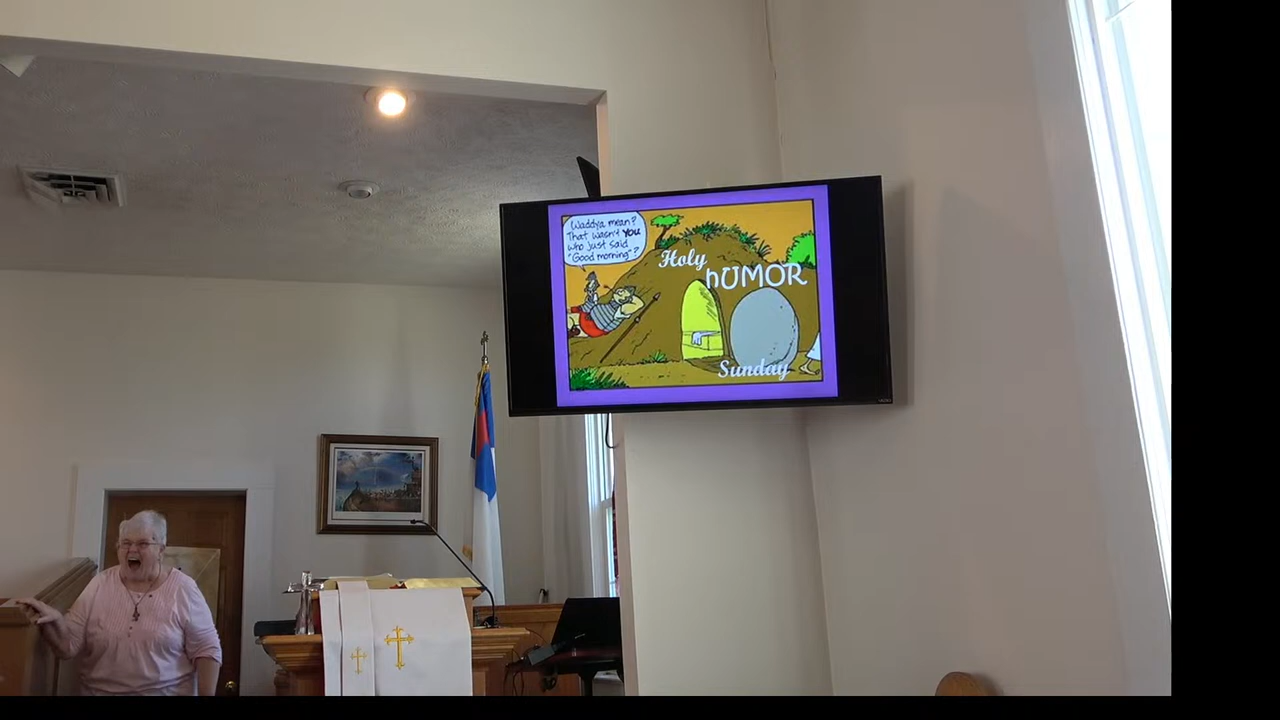 Waddya mean?
That wasn't YOU
who just said
"Good morning"?
Holy
hUMOR
Sunday